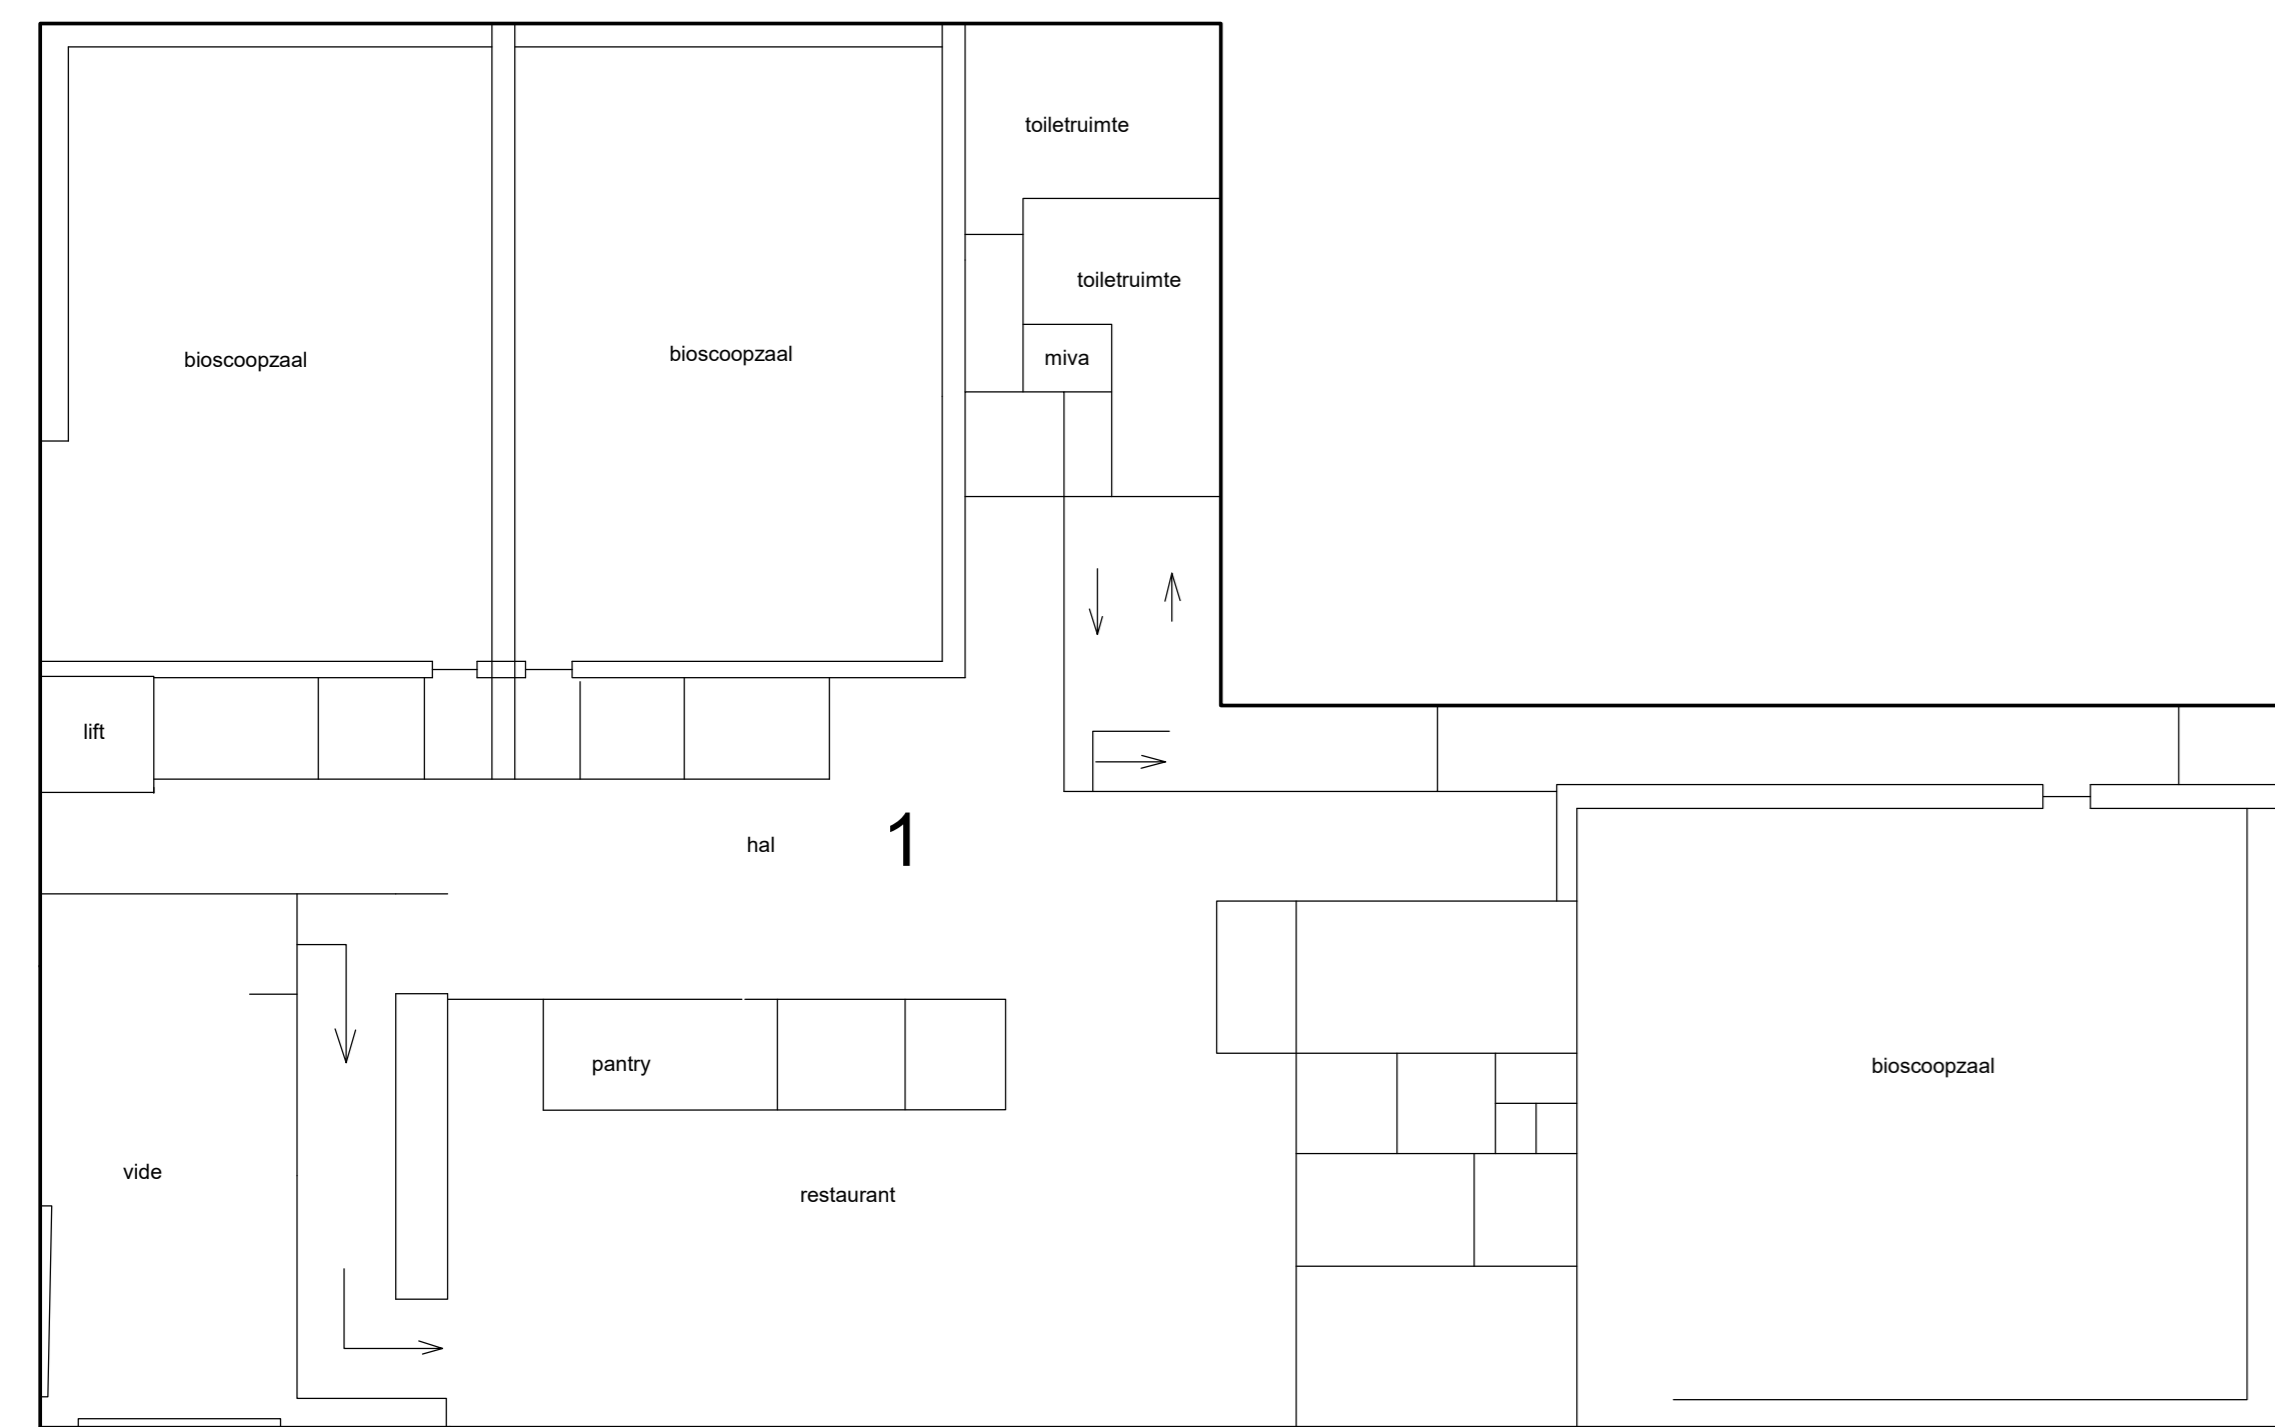 toiletruimte
toiletruimte
bioscoopzaal
bioscoopzaal
miva
lift
hal
1
pantry
bioscoopzaal
vide
restaurant